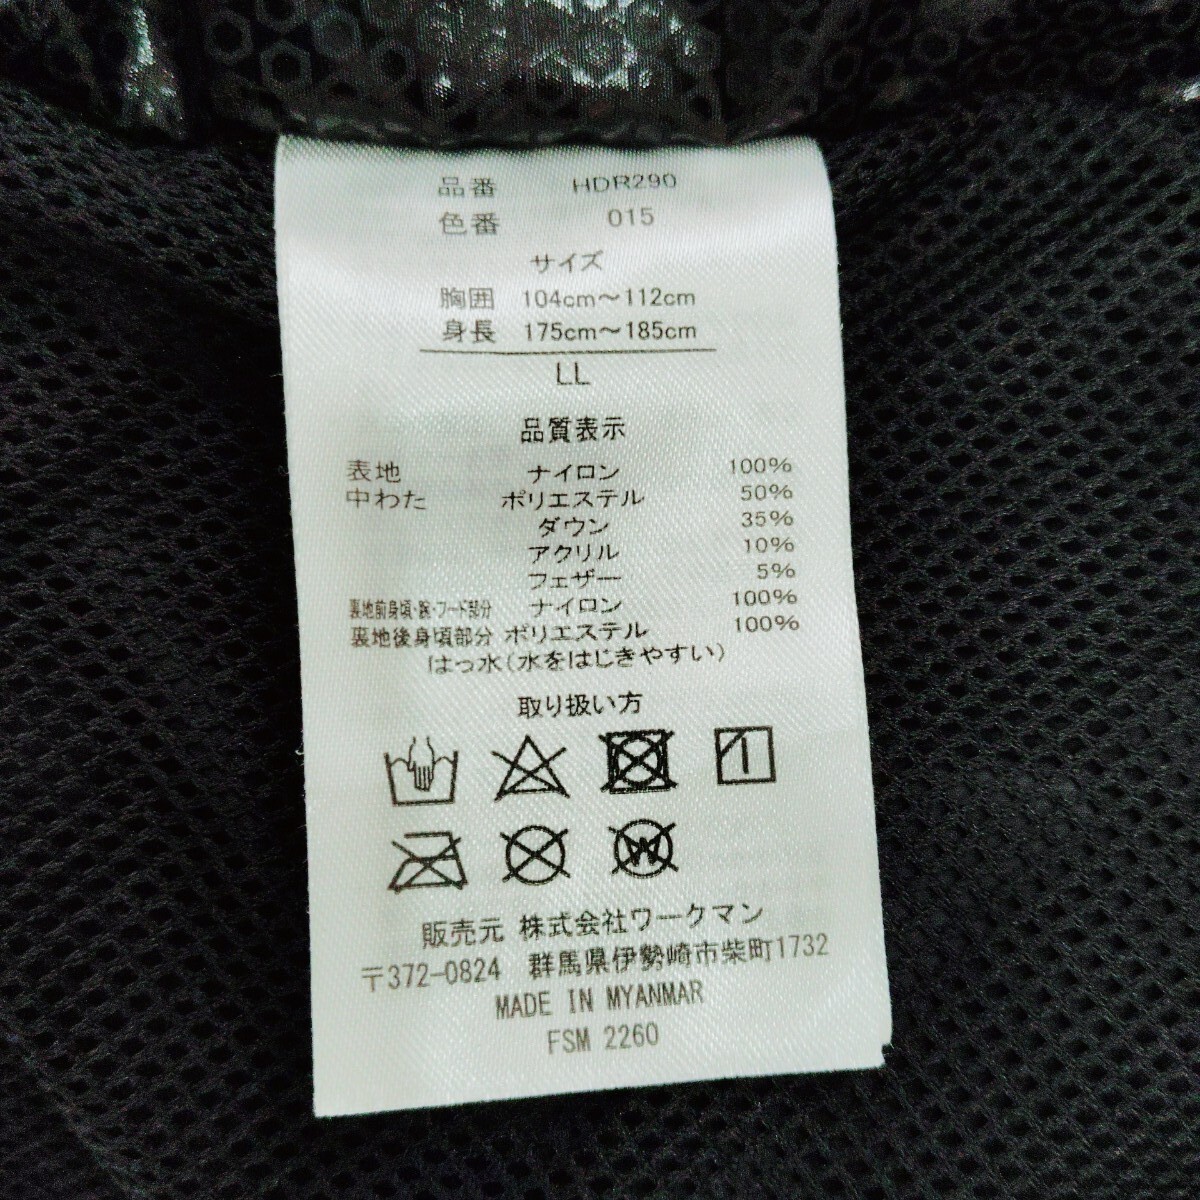 品番 HDR290
色番 015
サイズ
胸囲 104cm～112cm
身長 175cm～185cm
LL
品質表示
表地 ナイロン 100%
中わた ポリエステル 50%
ダウン 35%
アクリル 10%
フェザー 5%
裏地前身頃・袖・フード部分 ナイロン 100%
裏地後身頃部分 ポリエステル 100%
はっ水(水をはじきやすい)
取り扱い方
W
販売元 株式会社ワークマン
〒372-0824 群馬県伊勢崎市柴町1732
MADE IN MYANMAR
FSM 2260